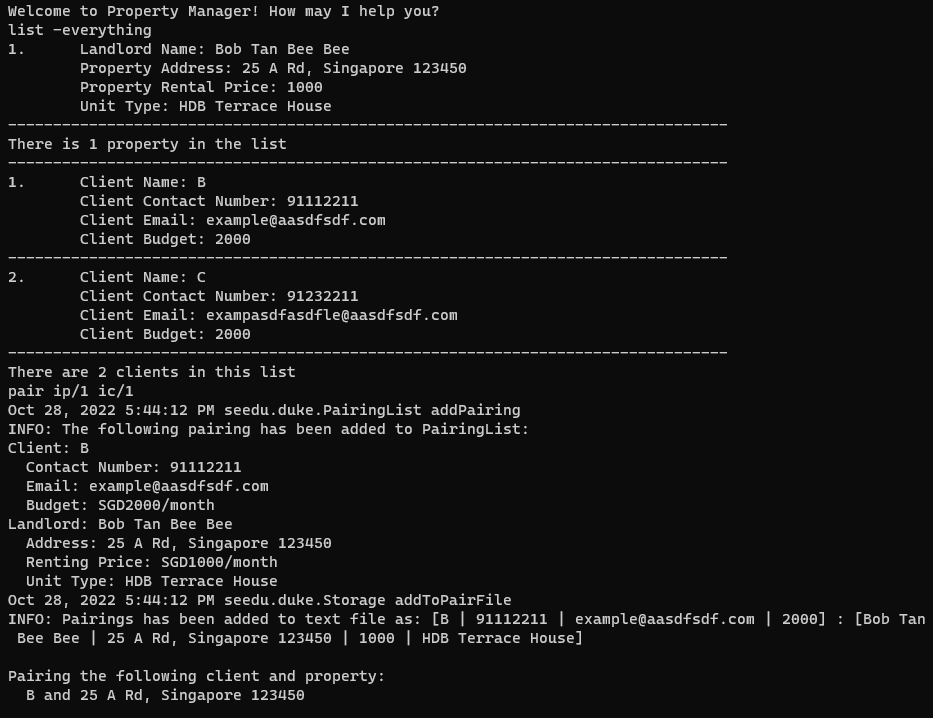 Welcome to Property Manager! How may I help you?
list -everything
1.      Landlord Name: Bob Tan Bee Bee
        Property Address: 25 A Rd, Singapore 123450
        Property Rental Price: 1000
        Unit Type: HDB Terrace House
--------------------------------------------------------------------------------
There is 1 property in the list
--------------------------------------------------------------------------------
1.      Client Name: B
        Client Contact Number: 91112211
        Client Email: example@aasdfsdf.com
        Client Budget: 2000
--------------------------------------------------------------------------------
2.      Client Name: C
        Client Contact Number: 91232211
        Client Email: exampasdfasdfle@aasdfsdf.com
        Client Budget: 2000
--------------------------------------------------------------------------------
There are 2 clients in this list
pair ip/1 ic/1
Oct 28, 2022 5:44:12 PM seedu.duke.PairingList addPairing
INFO: The following pairing has been added to PairingList:
Client: B
  Contact Number: 91112211
  Email: example@aasdfsdf.com
  Budget: SGD2000/month
Landlord: Bob Tan Bee Bee
  Address: 25 A Rd, Singapore 123450
  Renting Price: SGD1000/month
  Unit Type: HDB Terrace House
Oct 28, 2022 5:44:12 PM seedu.duke.Storage addToPairFile
INFO: Pairings has been added to text file as: [B | 91112211 | example@aasdfsdf.com | 2000] : [Bob Tan
 Bee Bee | 25 A Rd, Singapore 123450 | 1000 | HDB Terrace House]

Pairing the following client and property:
  B and 25 A Rd, Singapore 123450